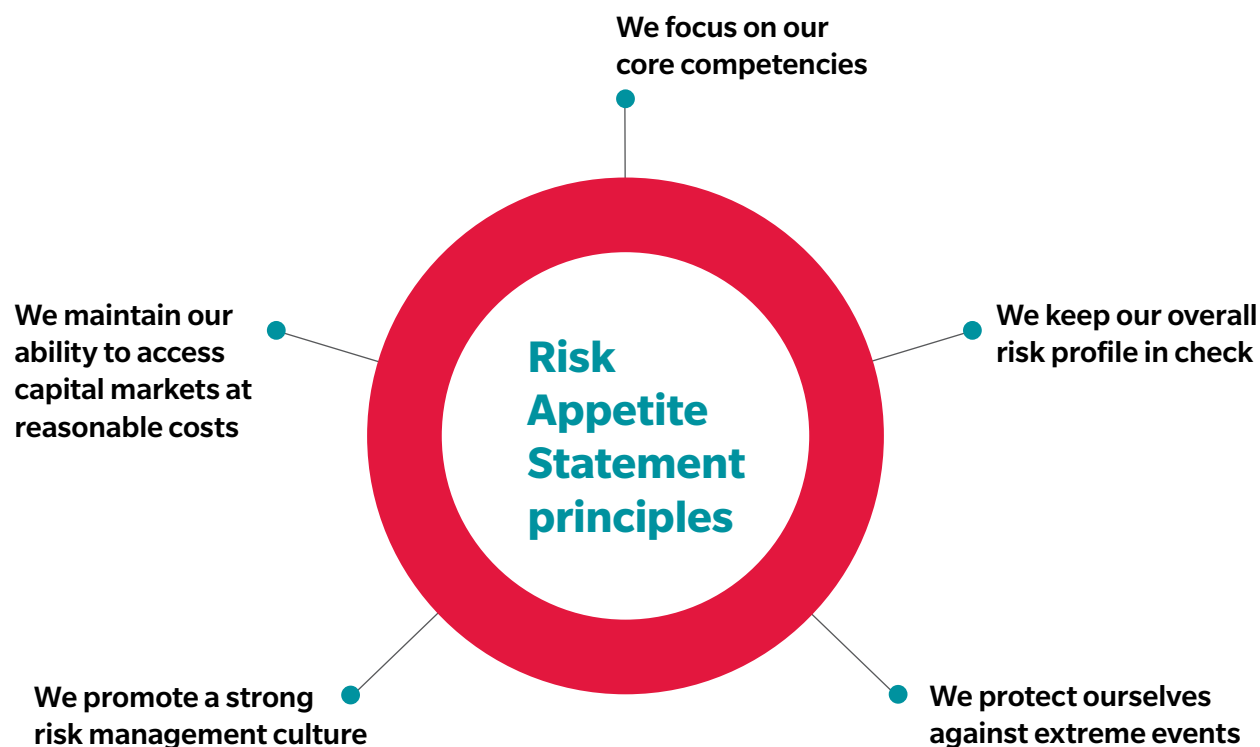 We focus on our
core competencies
We maintain our
ability to access
capital markets at
reasonable costs
Risk
Appetite
Statement
principles
We keep our overall
risk profile in check
We promote a strong
risk management culture
We protect ourselves
against extreme events